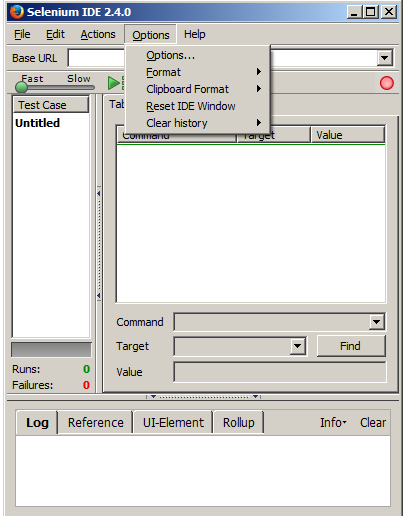 Selenium IDE 2.4.0
File Edit Actions Options Help
Base URL
Options...
Format
Clipboard Format
Reset IDE Window
Clear history
Fast Slow
Test Case
Untitled
Command Target Value
Command
Target Find
Value
Runs: 0
Failures: 0
Log Reference UI-Element Rollup Info Clear